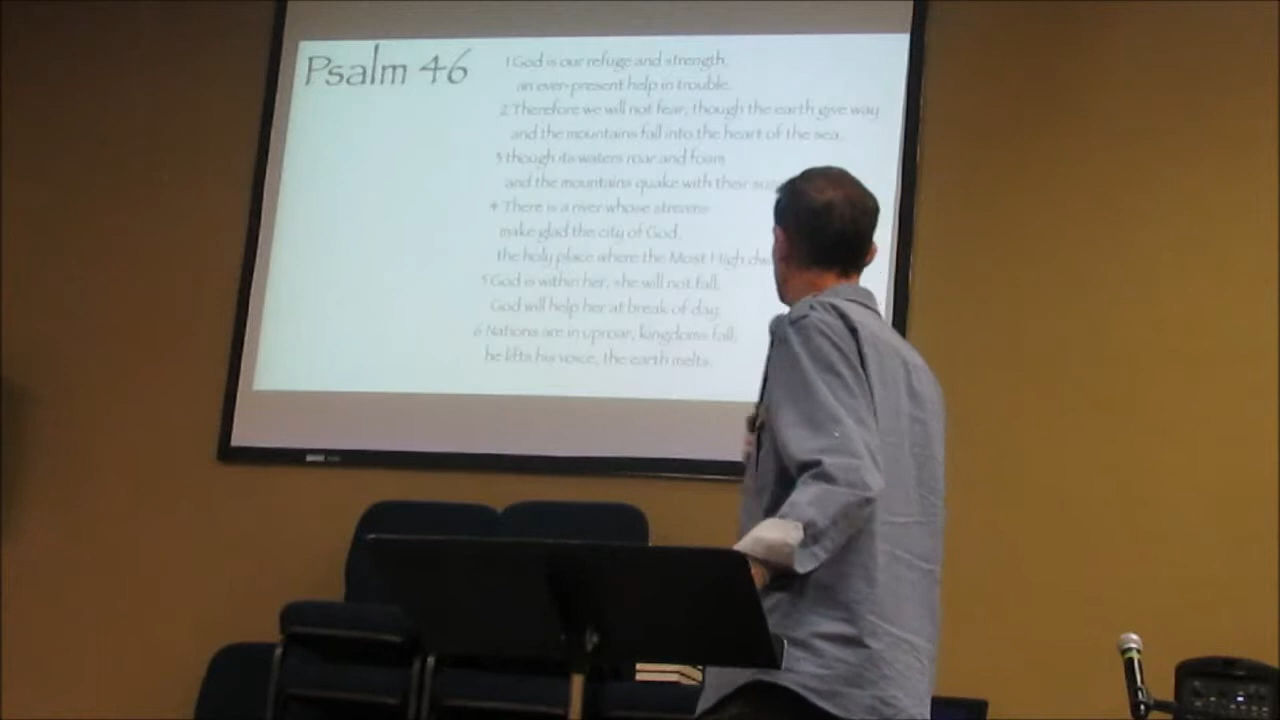 Psalm 46
1 God is our refuge and strength,
an ever-present help in trouble.
2 Therefore we will not fear, though the earth give way
and the mountains fall into the heart of the sea,
3 though its waters roar and foam
and the mountains quake with their
4 There is a river whose streams
make glad the city of God,
the holy place where the Most High
5 God is within her, she will not fall;
God will help her at break of day.
6 Nations are in uproar, kingdoms fall;
he lifts his voice, the earth melts.